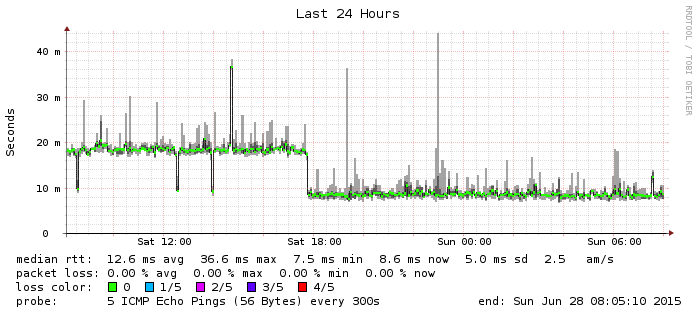 Last 24 Hours
RRDTOOL / TOBI OETIKER
Seconds
40 m
30 m
20 m
10 m
0
Sat 12:00 Sat 18:00 Sun 00:00 Sun 06:00
median rtt: 12.6 ms avg 36.6 ms max 7.5 ms min 8.6 ms now 5.0 ms sd 2.5 am/s
packet loss: 0.00 % avg 0.00 % max 0.00 % min 0.00 % now
loss color: 0 1/5 2/5 3/5 4/5
probe: 5 ICMP Echo Pings (56 Bytes) every 300s end: Sun Jun 28 08:05:10 2015